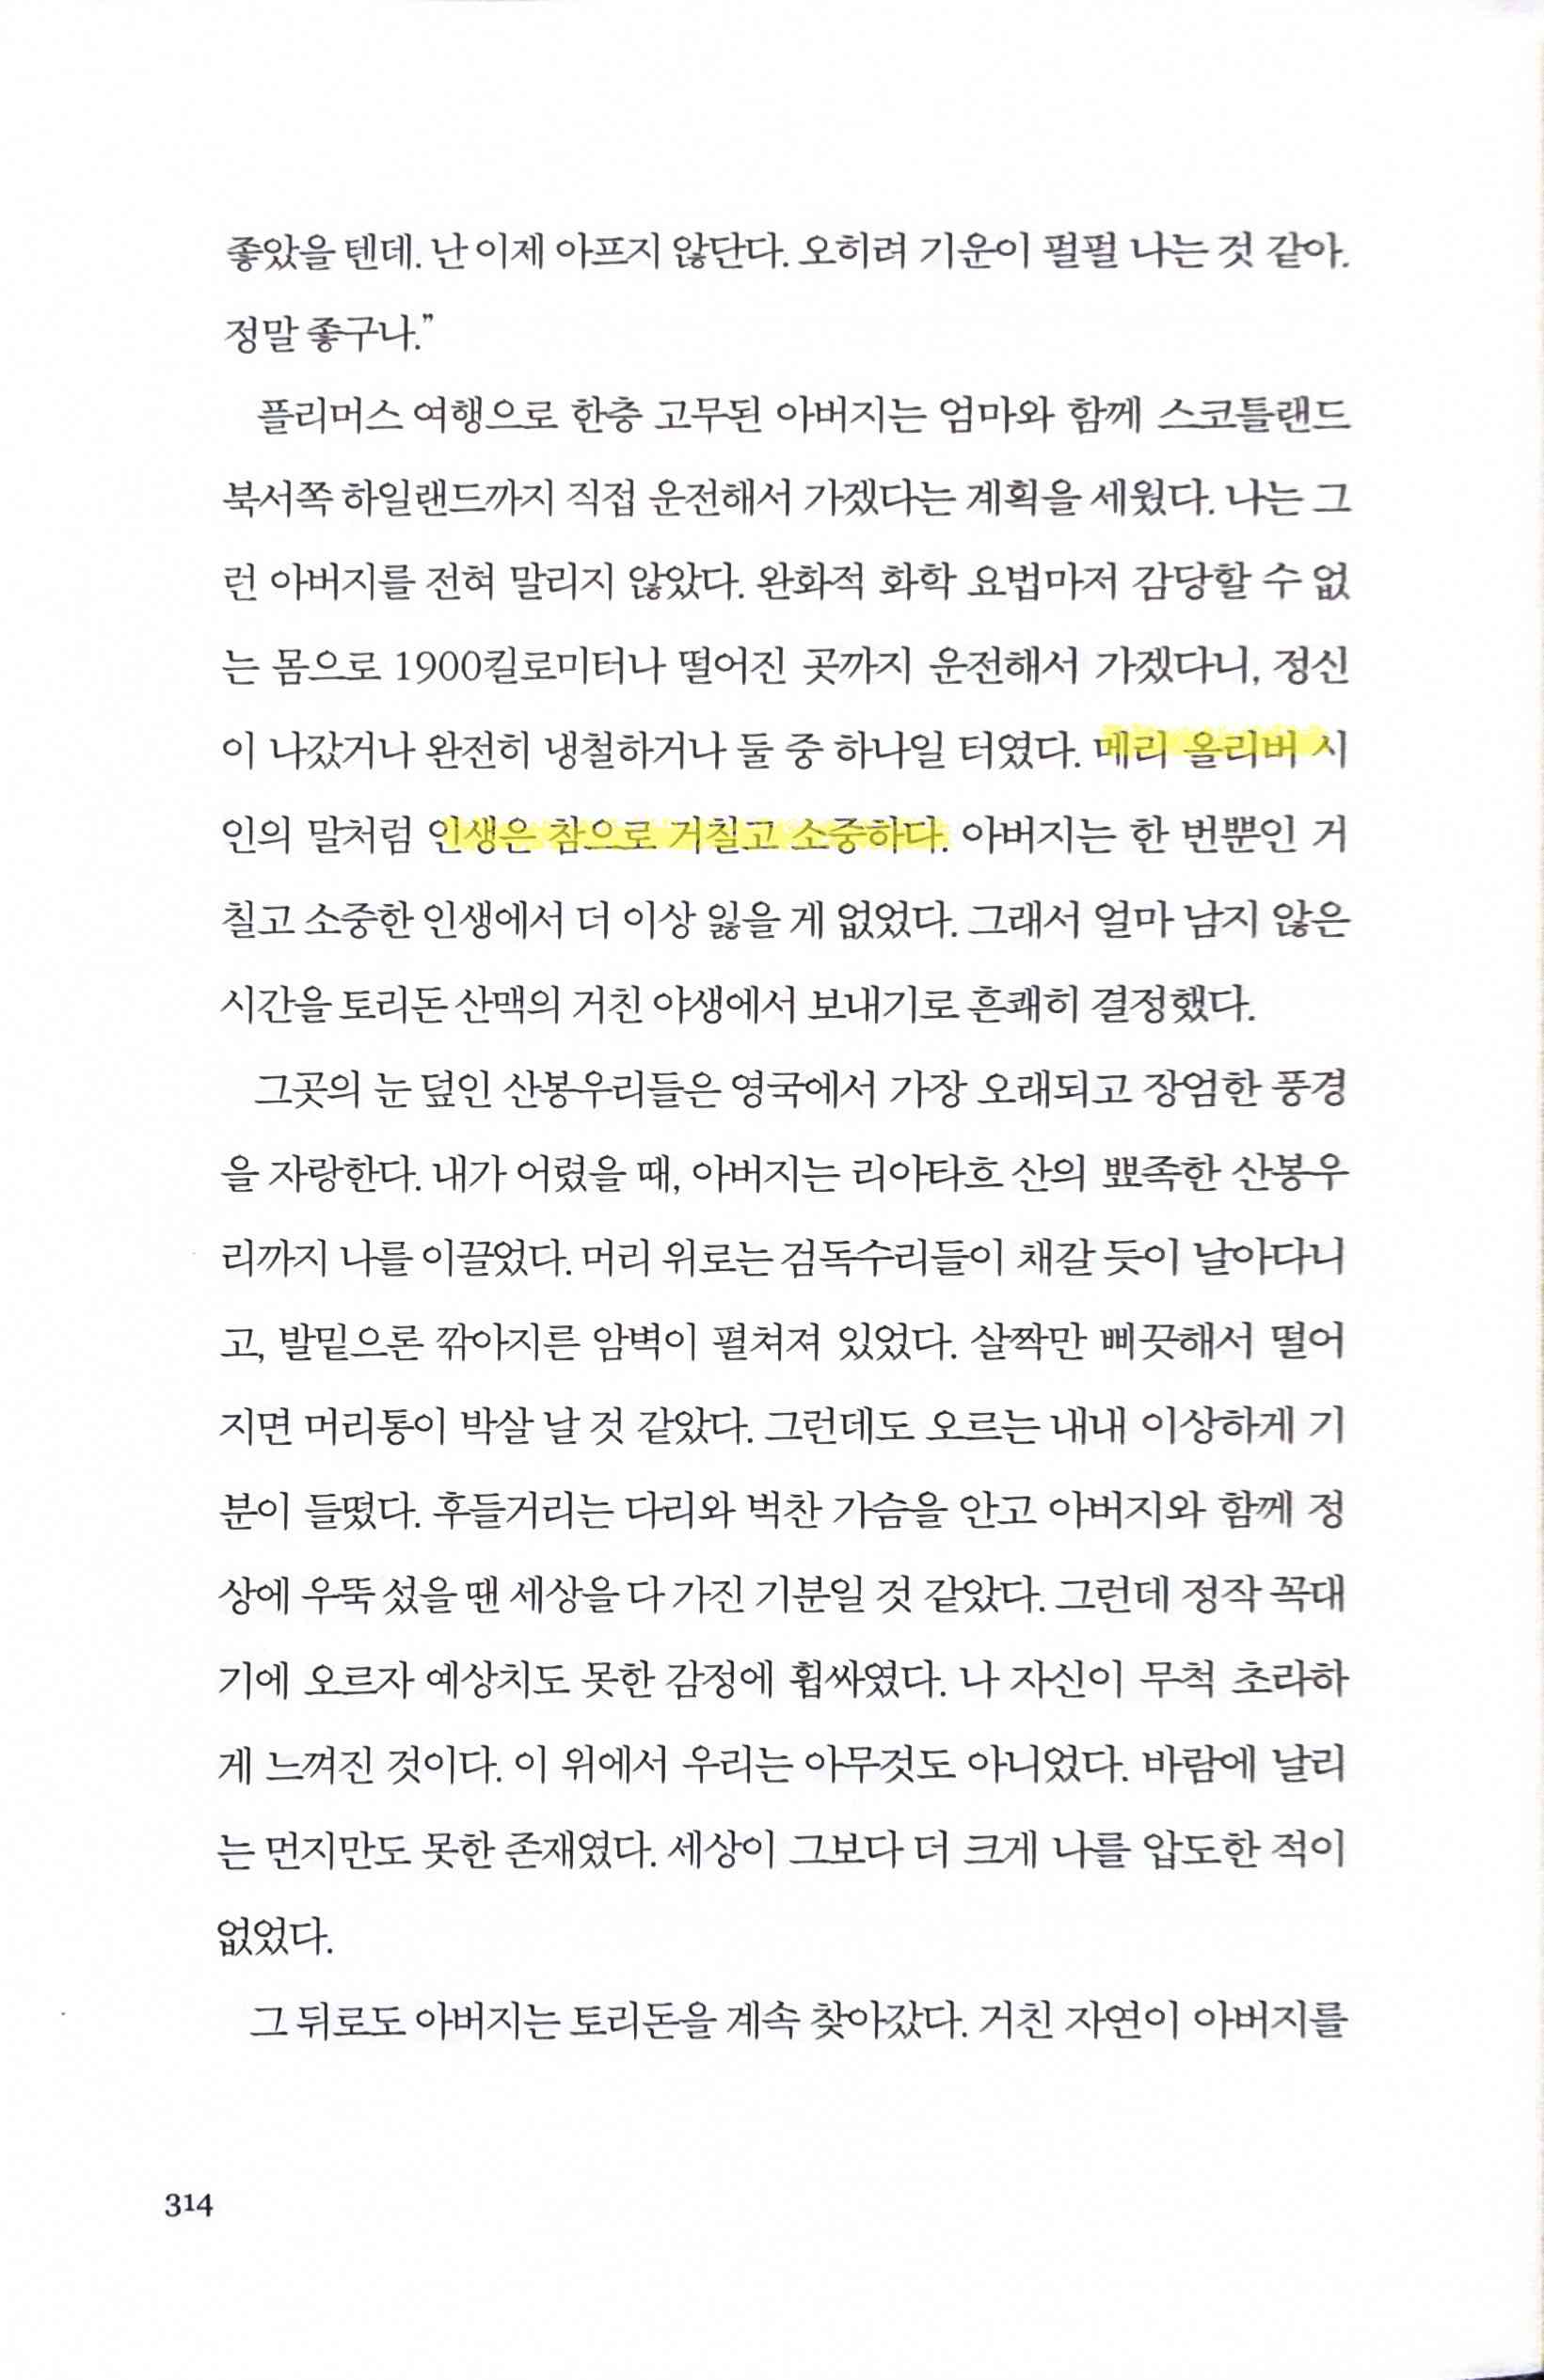 좋았을 텐데. 난 이제 아프지 않단다. 오히려 기운이 펄펄 나는 것 같아.
정말 좋구나.”
플리머스 여행으로 한층 고무된 아버지는 엄마와 함께 스코틀랜드
북서쪽 하일랜드까지 직접 운전해서 가겠다는 계획을 세웠다. 나는 그
런 아버지를 전혀 말리지 않았다. 완화적 화학 요법마저 감당할 수 없
는 몸으로 1900킬로미터나 떨어진 곳까지 운전해서 가겠다니, 정신
이 나갔거나 완전히 냉철하거나 둘 중 하나일 터였다. 메리 올리버 시
인의 말처럼 인생은 참으로 거칠고 소중하다. 아버지는 한 번뿐인 거
칠고 소중한 인생에서 더 이상 잃을 게 없었다. 그래서 얼마 남지 않은
시간을 토리돈 산맥의 거친 야생에서 보내기로 흔쾌히 결정했다.
그곳의 눈 덮인 산봉우리들은 영국에서 가장 오래되고 장엄한 풍경
을 자랑한다. 내가 어렸을 때, 아버지는 리아타흐 산의 뾰족한 산봉우
리까지 나를 이끌었다. 머리 위로는 검독수리들이 채갈 듯이 날아다니
고, 발밑으론 깎아지른 암벽이 펼쳐져 있었다. 살짝만 삐끗해서 떨어
지면 머리통이 박살 날 것 같았다. 그런데도 오르는 내내 이상하게 기
분이 들떴다. 후들거리는 다리와 벅찬 가슴을 안고 아버지와 함께 정
상에 우뚝 섰을 땐 세상을 다 가진 기분일 것 같았다. 그런데 정작 꼭대
기에 오르자 예상치도 못한 감정에 휩싸였다. 나 자신이 무척 초라하
게 느껴진 것이다. 이 위에서 우리는 아무것도 아니었다. 바람에 날리
는 먼지만도 못한 존재였다. 세상이 그보다 더 크게 나를 압도한 적이
없었다.
그 뒤로도 아버지는 토리돈을 계속 찾아갔다. 거친 자연이 아버지를
314